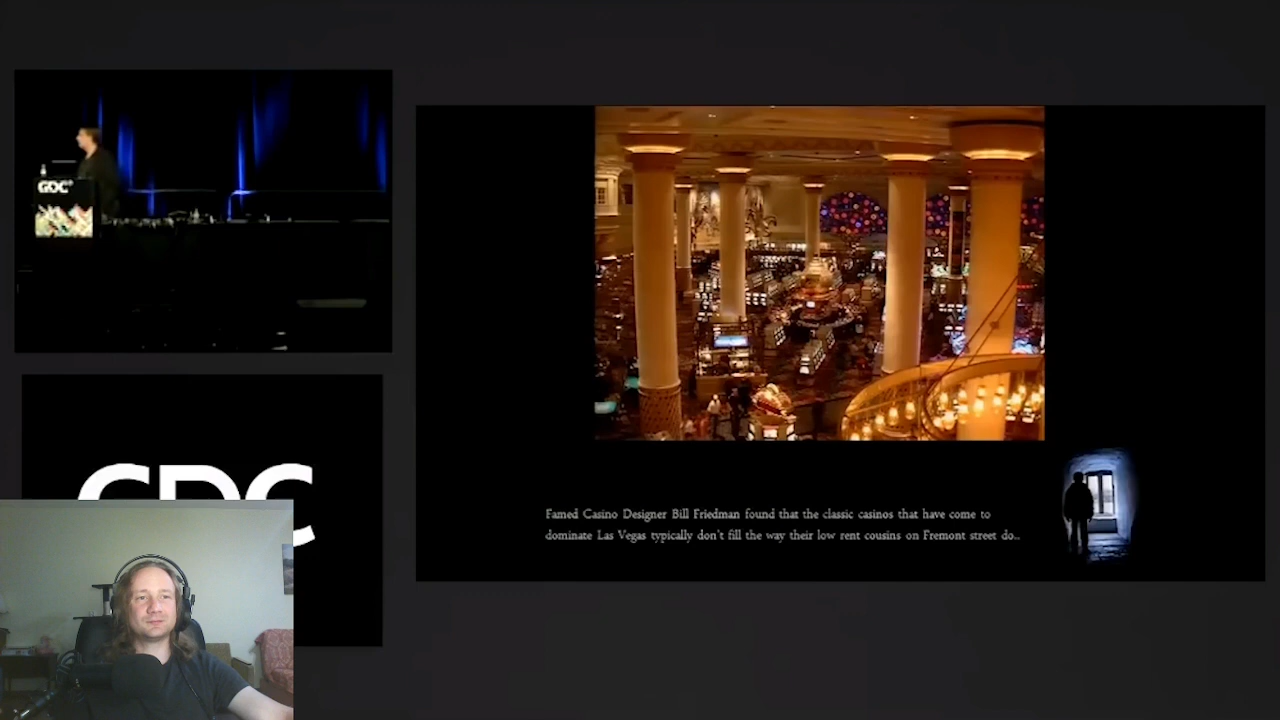 GDC
GDC
Famed Casino Designer Bill Friedman found that the classic casinos that have come to
dominate Las Vegas typically don't fill the way their low rent cousins on Fremont street do..